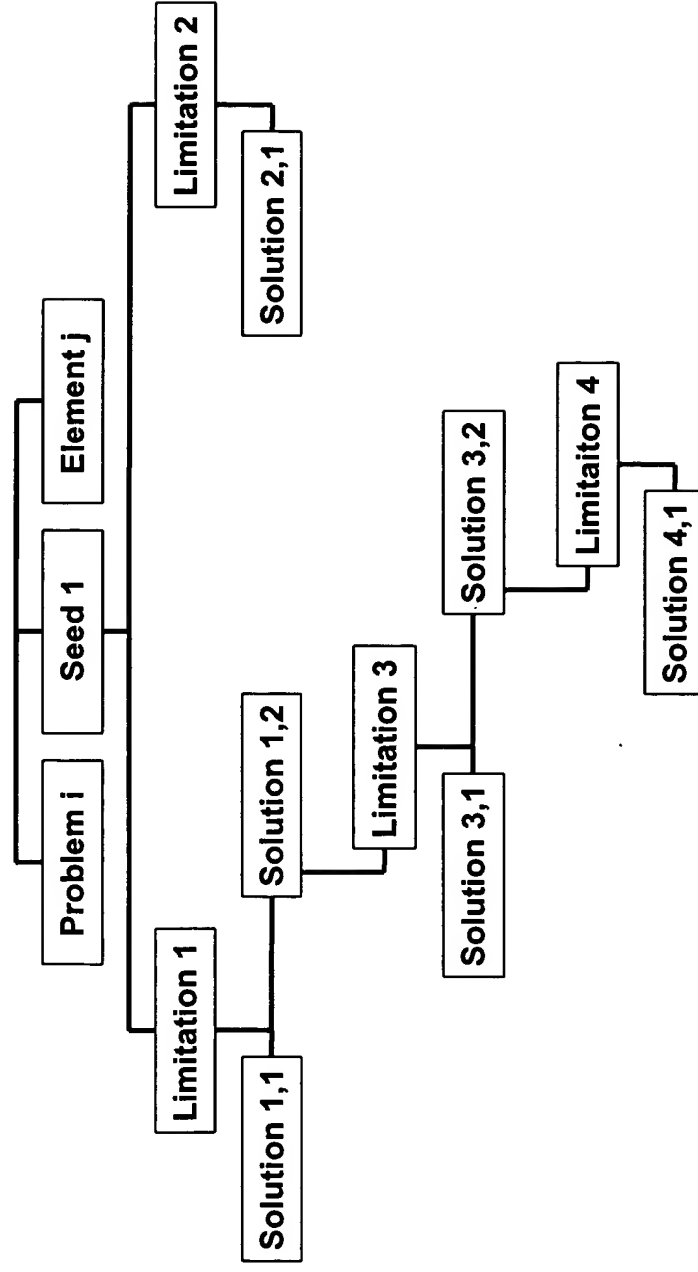 Problem i
Seed 1
Element j
Limitation 1
Limitation 2
Solution 1,1
Solution 1,2
Solution 2,1
Limitation 3
Solution 3,1
Solution 3,2
Limitaiton 4
Solution 4,1